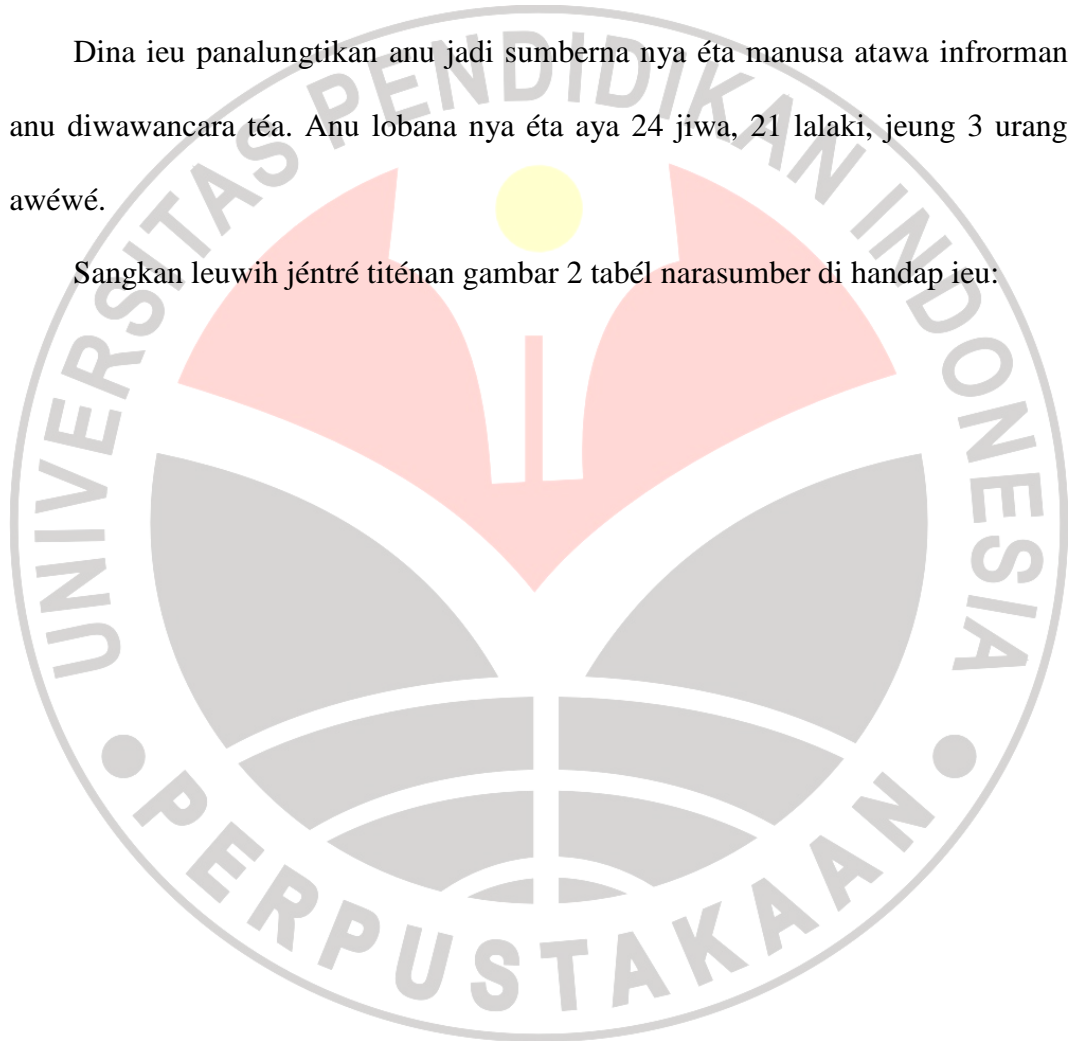 Dina ieu panalungtikan anu jadi sumberna nya éta manusa atawa infrorman
anu diwawancara téa. Anu lobana nya éta aya 24 jiwa, 21 lalaki, jeung 3 urang
awéwé.
Sangkan leuwih jéntré titénan gambar 2 tabél narasumber di handap ieu:
UNIVERSITAS PENDIDIKAN INDONESIA
PERPUSTAKAAN